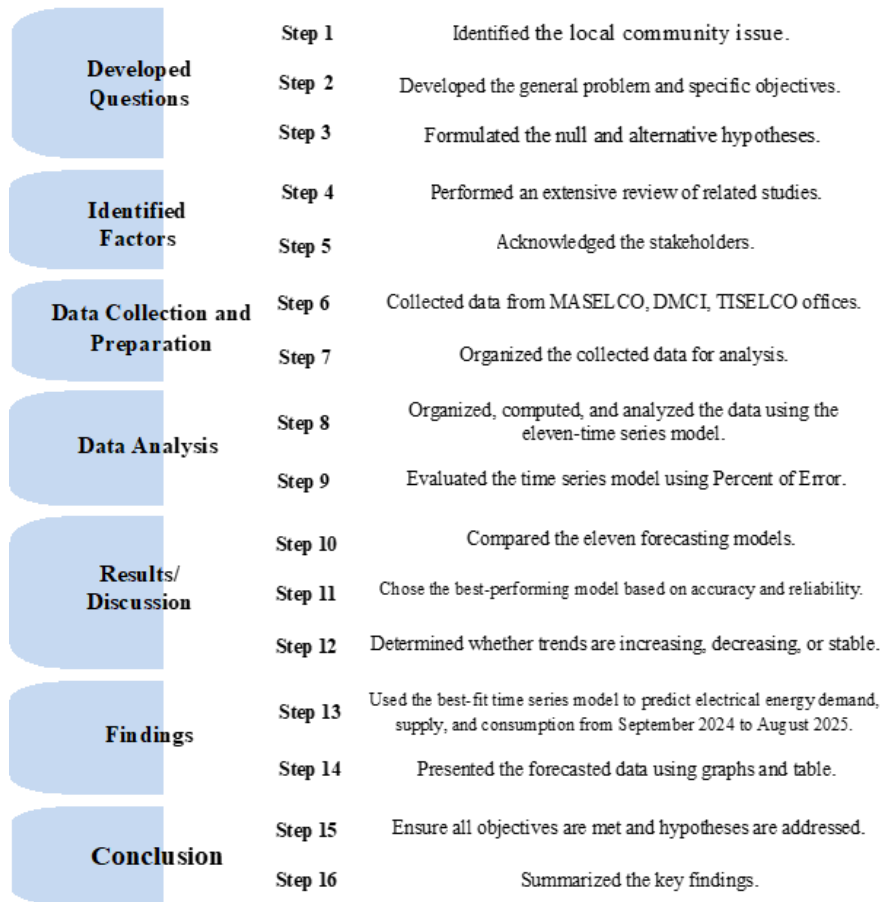 Developed
Questions
Step 1
Identified the local community issue.
Step 2
Developed the general problem and specific objectives.
Step 3
Formulated the null and alternative hypotheses.
Identified
Factors
Step 4
Performed an extensive review of related studies.
Step 5
Acknowledged the stakeholders.
Data Collection and
Preparation
Step 6
Collected data from MASELCO, DMCI, TISELCO offices.
Step 7
Organized the collected data for analysis.
Data Analysis
Step 8
Organized, computed, and analyzed the data using the
eleven-time series model.
Step 9
Evaluated the time series model using Percent of Error.
Results/
Discussion
Step 10
Compared the eleven forecasting models.
Step 11
Chose the best-performing model based on accuracy and reliability.
Step 12
Determined whether trends are increasing, decreasing, or stable.
Findings
Step 13
Used the best-fit time series model to predict electrical energy demand,
supply, and consumption from September 2024 to August 2025.
Step 14
Presented the forecasted data using graphs and table.
Conclusion
Step 15
Ensure all objectives are met and hypotheses are addressed.
Step 16
Summarized the key findings.